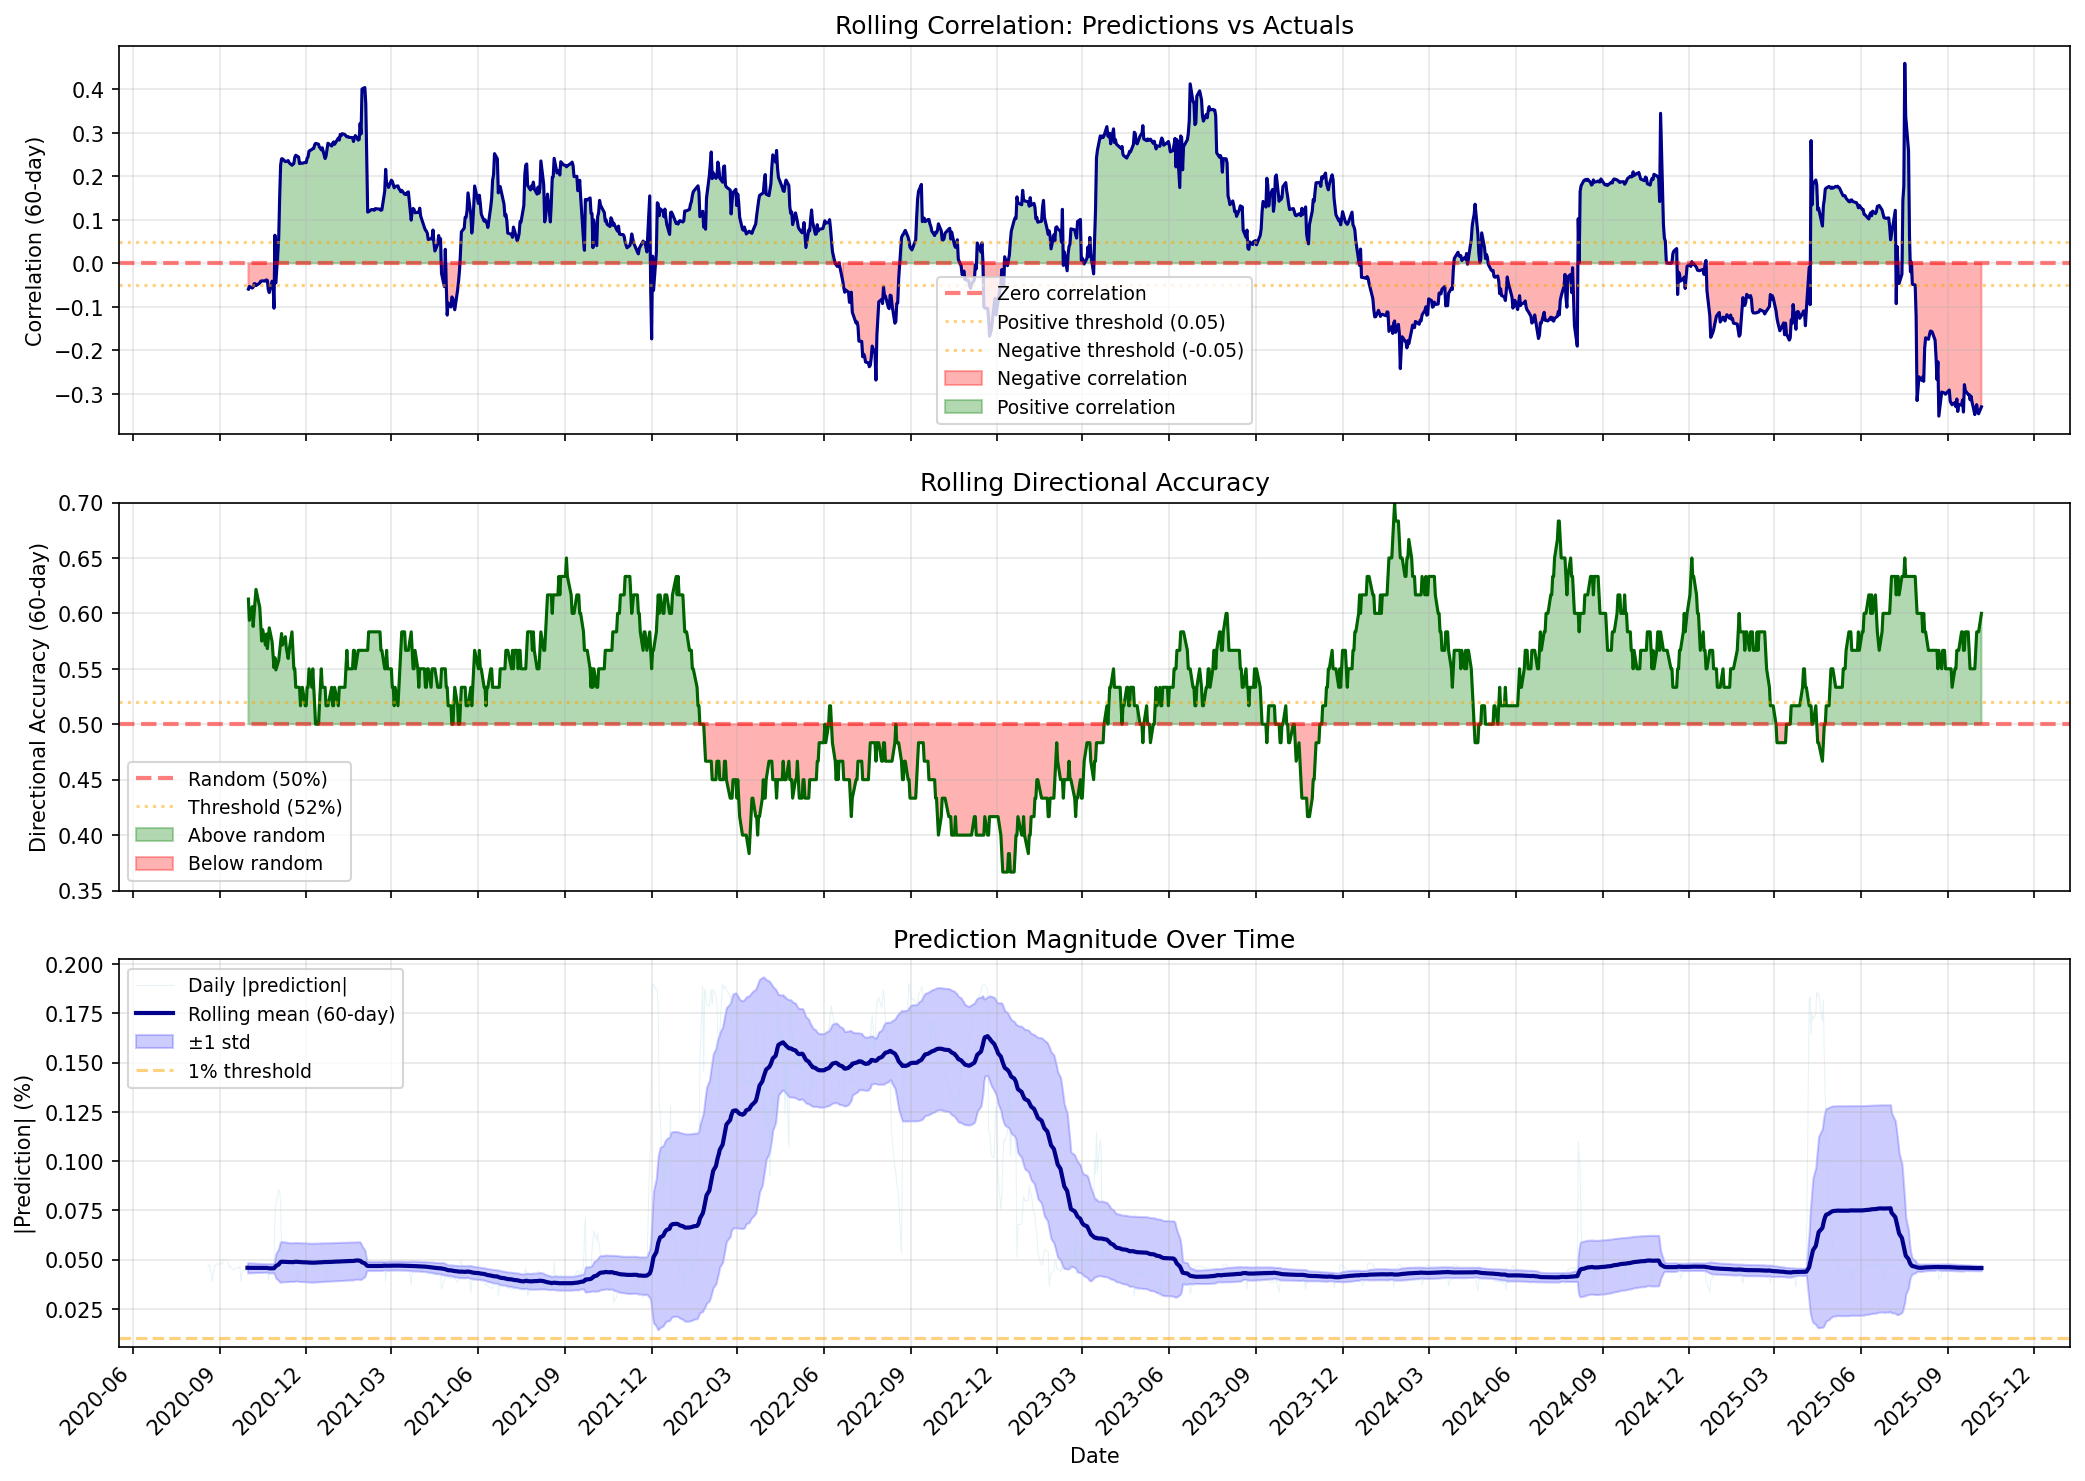 Rolling Correlation: Predictions vs Actuals
Correlation (60-day)
0.4
0.3
0.2
0.1
0.0
−0.1
−0.2
−0.3
Zero correlation
Positive threshold (0.05)
Negative threshold (-0.05)
Negative correlation
Positive correlation
Rolling Directional Accuracy
Directional Accuracy (60-day)
0.70
0.65
0.60
0.55
0.50
0.45
0.40
0.35
Random (50%)
Threshold (52%)
Above random
Below random
Prediction Magnitude Over Time
|Prediction| (%)
0.200
0.175
0.150
0.125
0.100
0.075
0.050
0.025
Daily |prediction|
Rolling mean (60-day)
±1 std
1% threshold
2020-06
2020-09
2020-12
2021-03
2021-06
2021-09
2021-12
2022-03
2022-06
2022-09
2022-12
2023-03
2023-06
2023-09
2023-12
2024-03
2024-06
2024-09
2024-12
2025-03
2025-06
2025-09
2025-12
Date